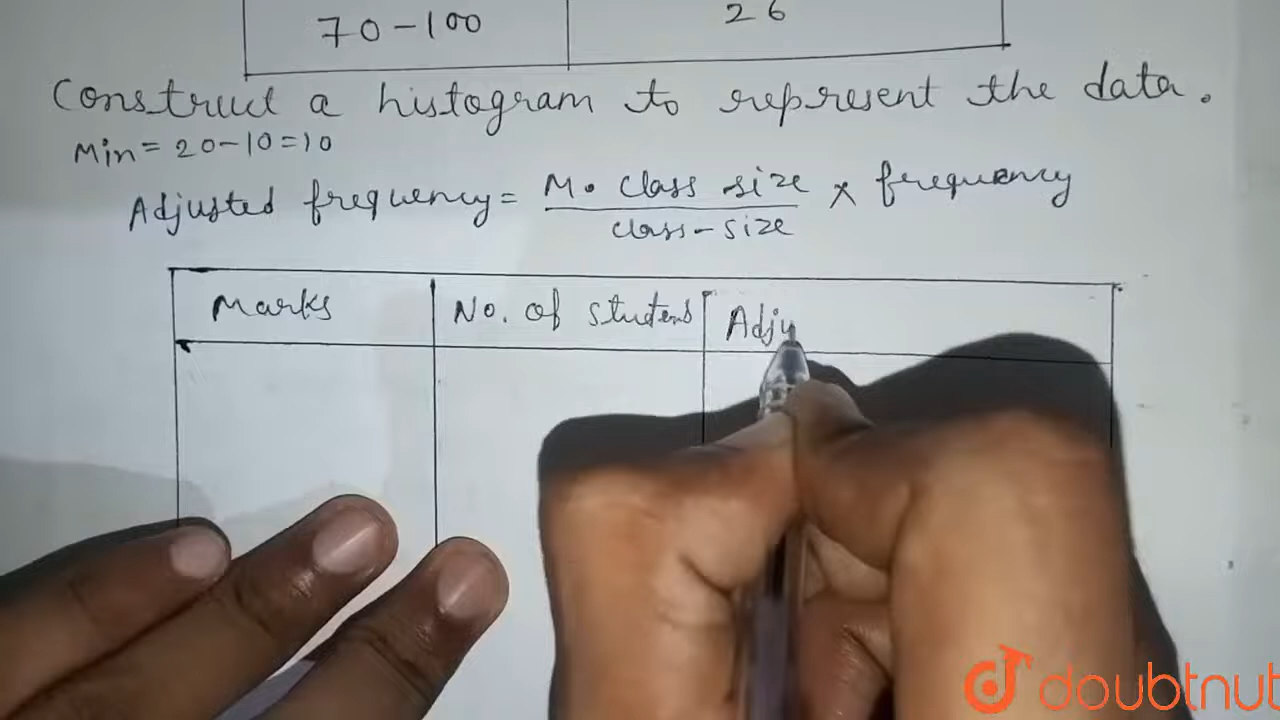 70-100 26
Construct a histogram to represent the data.
Min = 20-10=10
Adjusted frequency = M. class size / class-size × frequency
Marks No. of Stutens Adju
doubtnut